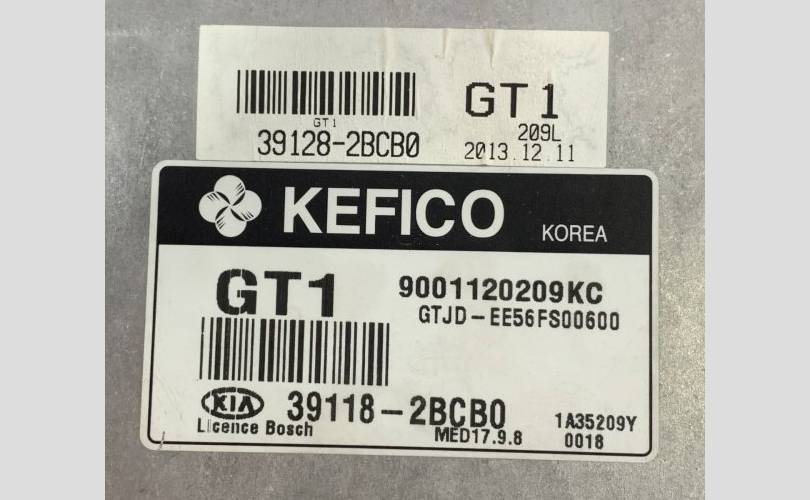 GT1
GT1
209L
39128-2BCB0
2013.12.11
KEFICO
KOREA
GT1
9001120209KC
GTJD-EE56FS00600
KIA
39118-2BCB0
1A35209Y
Licence Bosch
MED17.9.8
0018